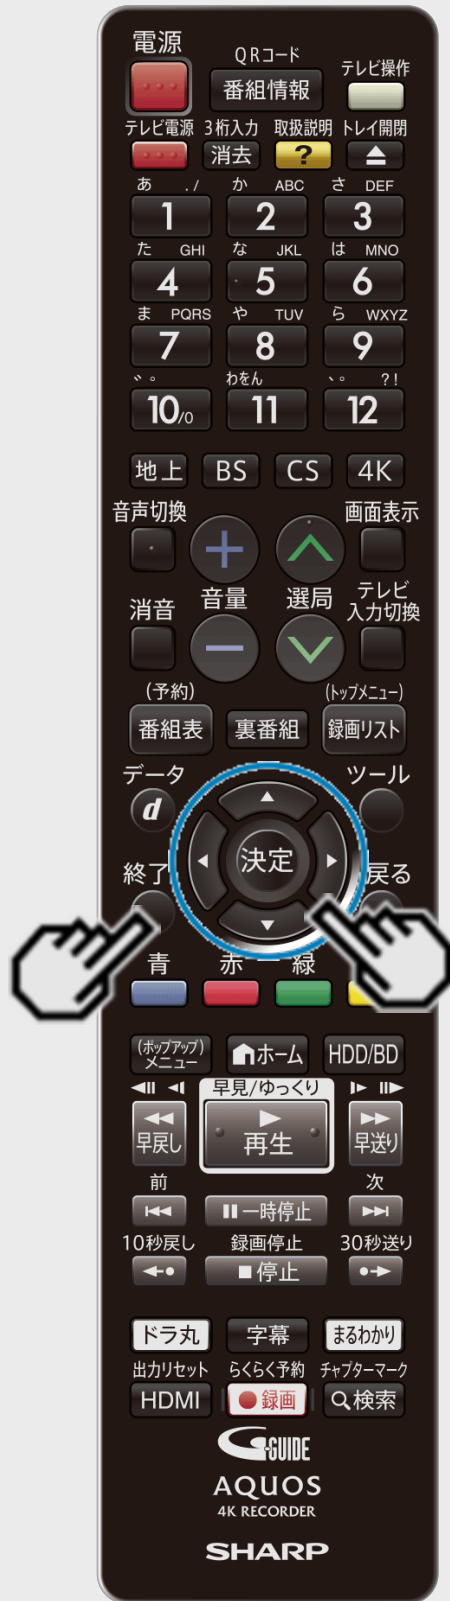 電源
QRコード
番組情報
テレビ操作
テレビ電源 3桁入力 取扱説明 トレイ開閉
消去 ?
あ ./ か ABC さ DEF
1 2 3
た GHI な JKL は MNO
4 5 6
ま PQRS や TUV ら WXYZ
7 8 9
゛゜ わをん 、。 ?!
10/0 11 12
地上 BS CS 4K
音声切換 画面表示
消音 音量 選局 テレビ
入力切換
(予約) (トップメニュー)
番組表 裏番組 録画リスト
データ ツール
d
決定
終了 戻る
青 赤 緑
(ポップアップ)
メニュー ホーム HDD/BD
早見/ゆっくり
早戻し 再生 早送り
前 次
一時停止
10秒戻し 録画停止 30秒送り
停止
ドラ丸 字幕 まるわかり
出力リセット らくらく予約 チャプターマーク
HDMI 録画 検索
G-GUIDE
AQUOS
4K RECORDER
SHARP